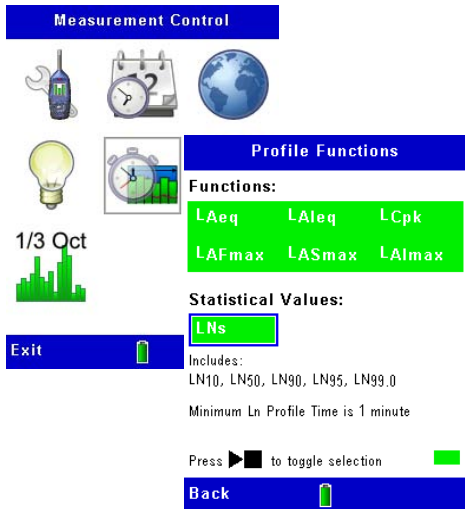 Measurement Control
12
1/3 Oct
Exit
Profile Functions
Functions:
LAeq LAIeq LCpk
LAFmax LASmax LAImax
Statistical Values:
LNs
Includes:
LN10, LN50, LN90, LN95, LN99.0
Minimum Ln Profile Time is 1 minute
Press ▶■ to toggle selection
Back